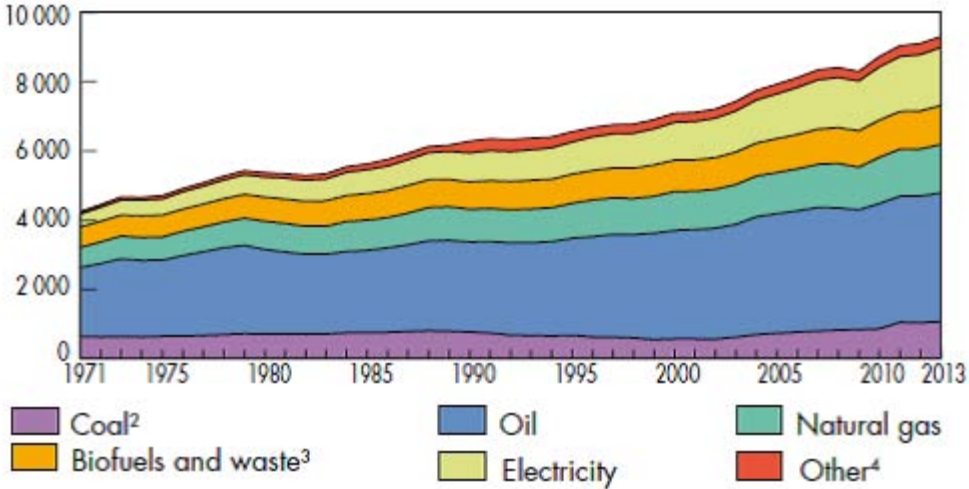 10 000
8 000
6 000
4 000
2 000
0
1971 1975 1980 1985 1990 1995 2000 2005 2010 2013
Coal² Oil Natural gas
Biofuels and waste³ Electricity Other⁴